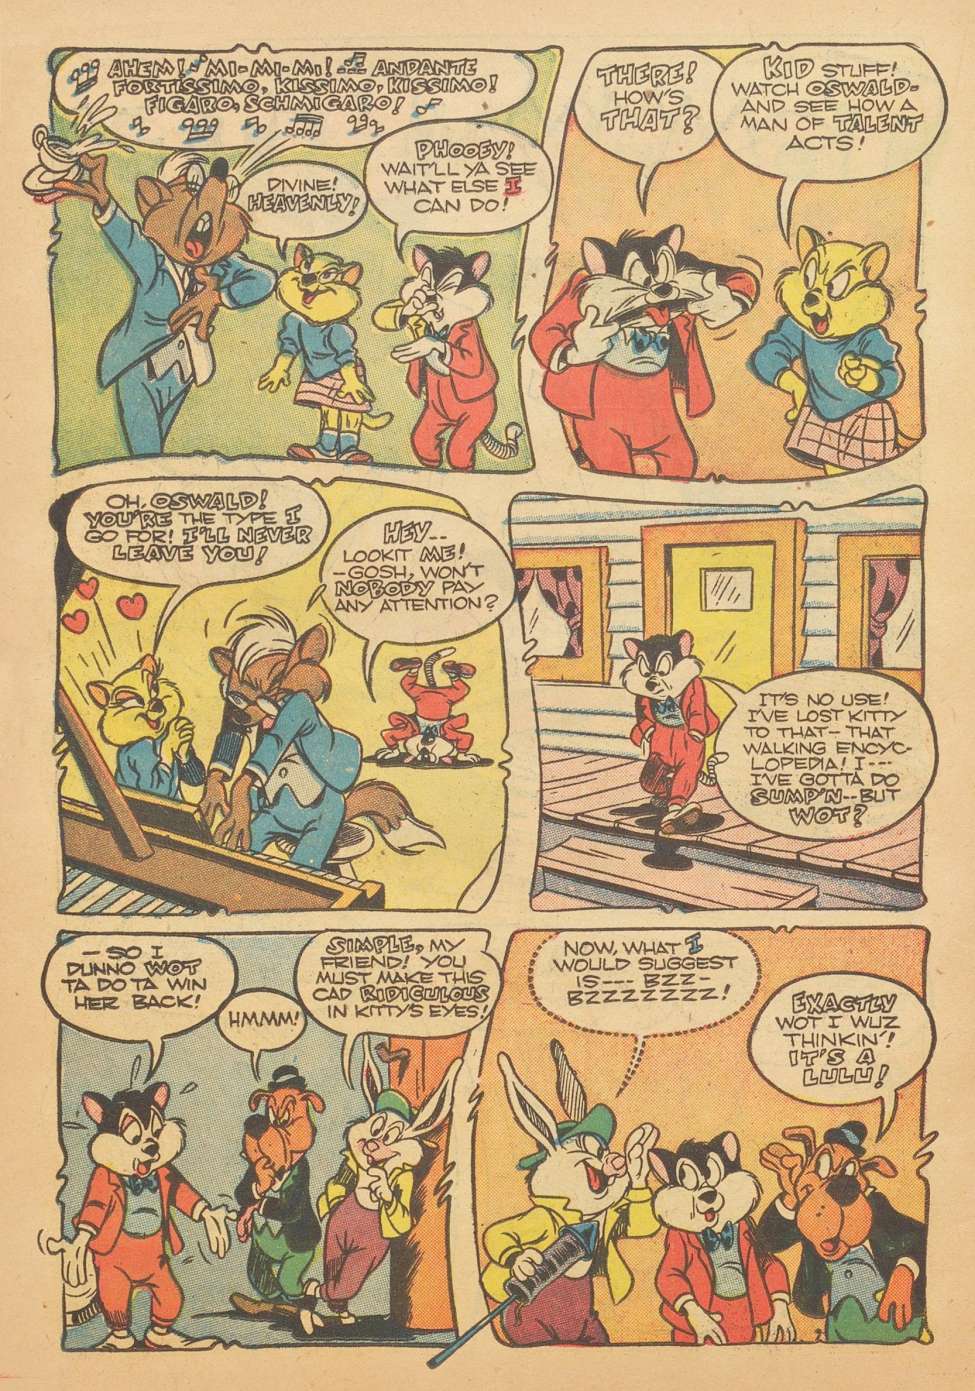 AHEM! MI-MI-MI! ANDANTE
FORTISSIMO, KISSIMO, KISSIMO!
FIGARO, SCHMIGARO!
DIVINE!
HEAVENLY!
PHOOEY!
WAIT'LL YA SEE
WHAT ELSE I
CAN DO!
THERE!
HOW'S
THAT?
KID STUFF!
WATCH OSWALD-
AND SEE HOW A
MAN OF TALENT
ACTS!
OH, OSWALD!
YOU'RE THE TYPE I
GO FOR! I'LL NEVER
LEAVE YOU!
HEY--
LOOKIT ME!
-GOSH, WON'T
NOBODY PAY
ANY ATTENTION?
IT'S NO USE!
I'VE LOST KITTY
TO THAT-- THAT
WALKING ENCYC-
LOPEDIA! I---
I'VE GOTTA DO
SUMP'N--BUT
WOT?
-SO I
DUNNO WOT
TA DO TA WIN
HER BACK!
HMMM!
SIMPLE, MY
FRIEND! YOU
MUST MAKE THIS
CAD RIDICULOUS
IN KITTY'S EYES!
NOW, WHAT I
WOULD SUGGEST
IS--- BZZ-
BZZZZZZZ!
EXACTLY
WOT I WUZ
THINKIN'!
IT'S A
LULU!